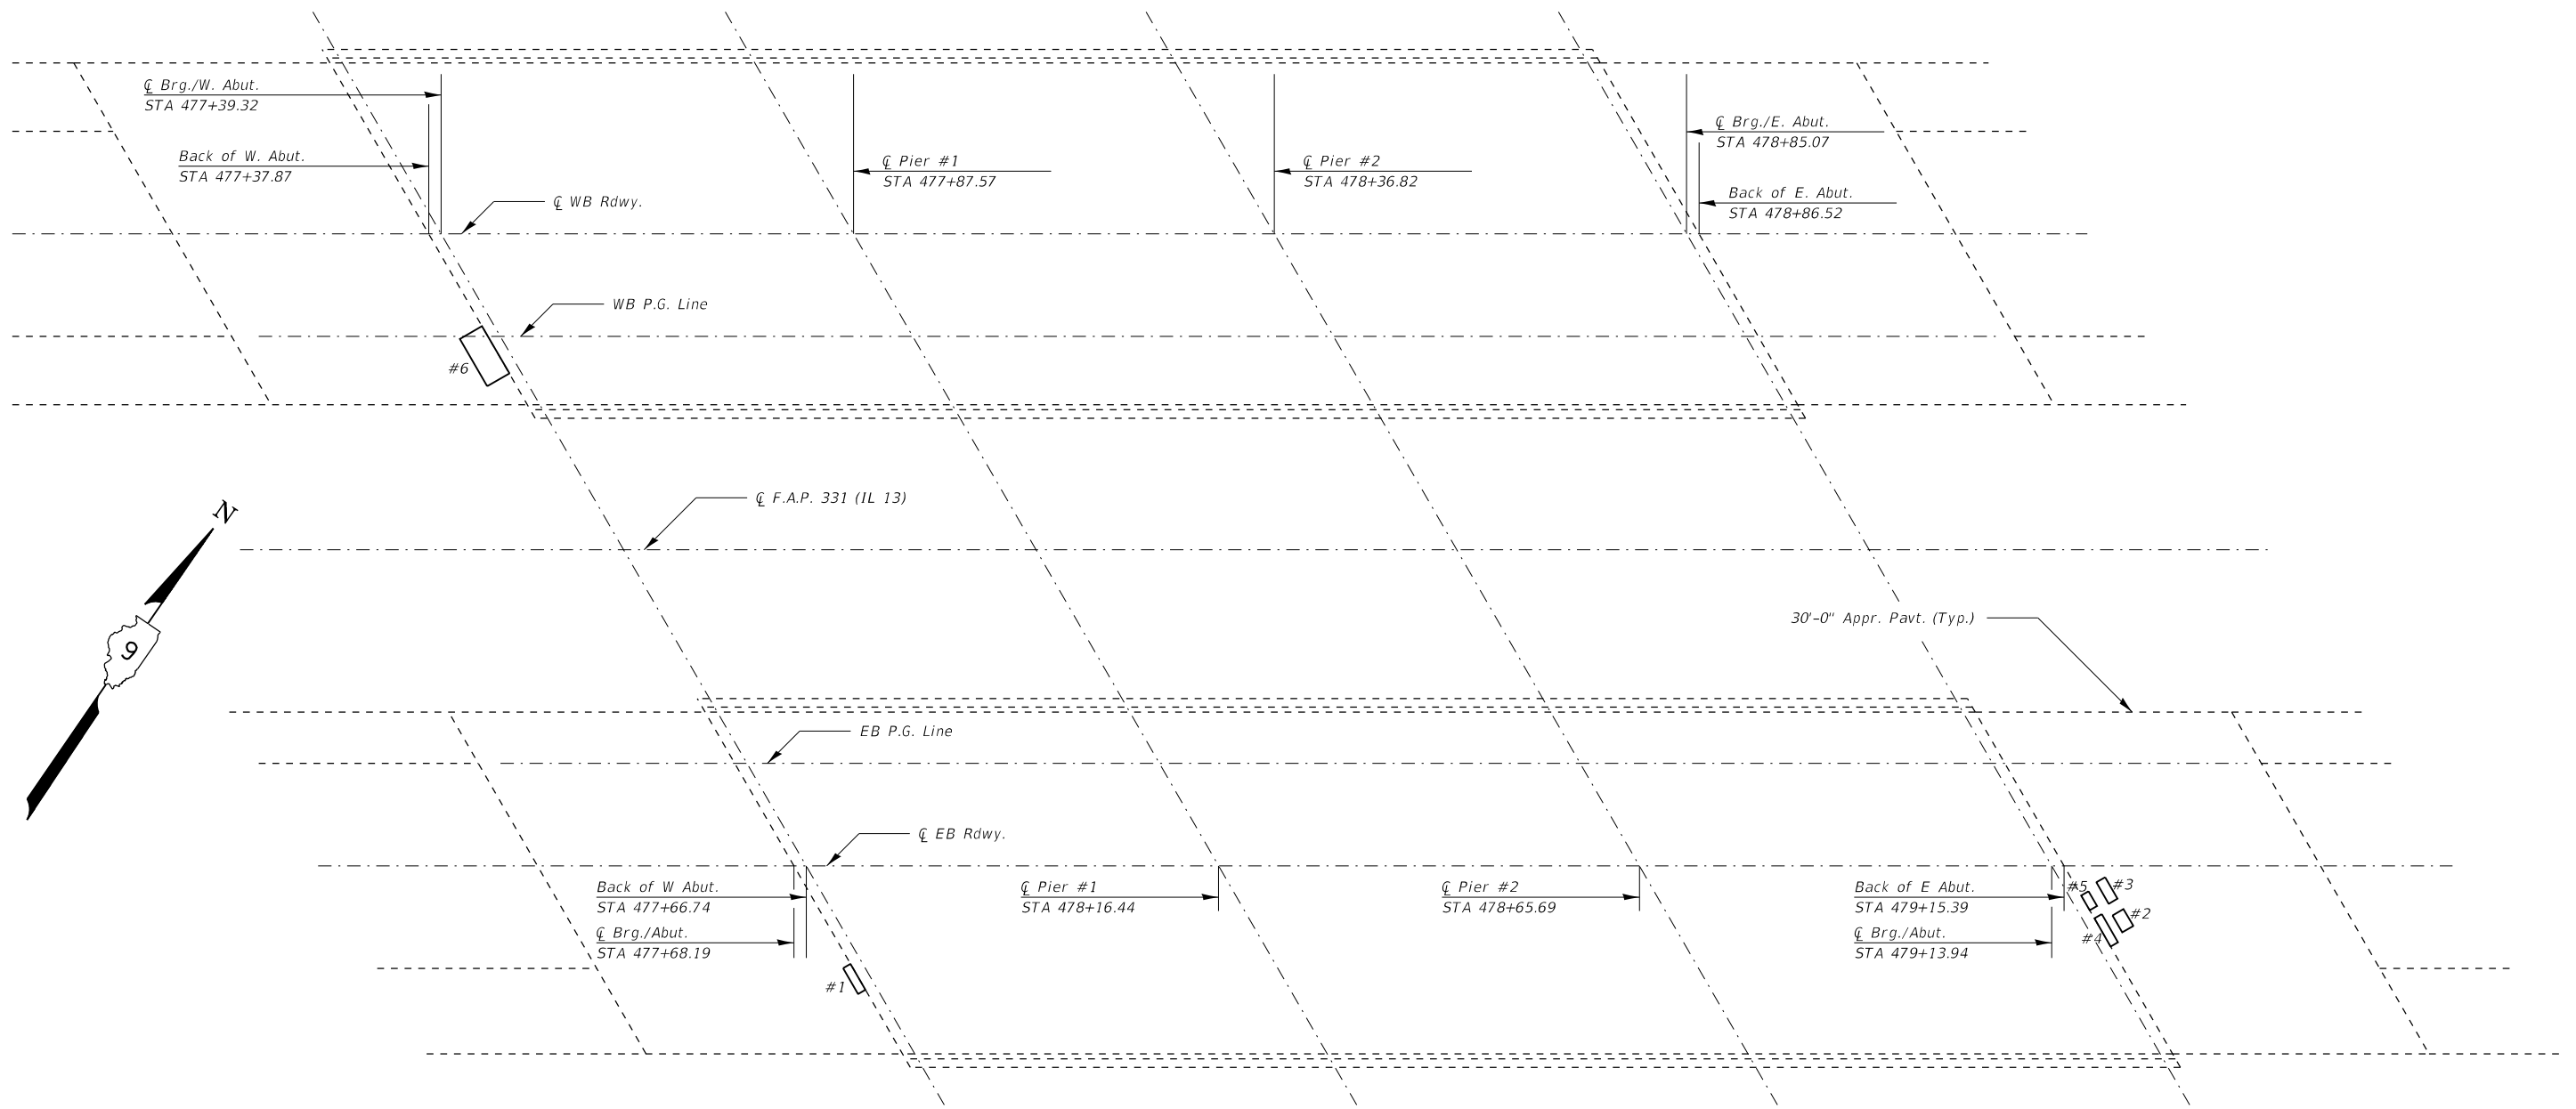 ℄ Brg./W. Abut.
STA 477+39.32
℄ Brg./E. Abut.
STA 478+85.07
Back of W. Abut.
STA 477+37.87
℄ Pier #1
STA 477+87.57
℄ Pier #2
STA 478+36.82
Back of E. Abut.
STA 478+86.52
℄ WB Rdwy.
WB P.G. Line
#6
℄ F.A.P. 331 (IL 13)
N
9
30'-0" Appr. Pavt. (Typ.)
EB P.G. Line
℄ EB Rdwy.
Back of W Abut.
STA 477+66.74
℄ Pier #1
STA 478+16.44
℄ Pier #2
STA 478+65.69
Back of E Abut.
STA 479+15.39
#5
#3
#2
#4
℄ Brg./Abut.
STA 477+68.19
℄ Brg./Abut.
STA 479+13.94
#1